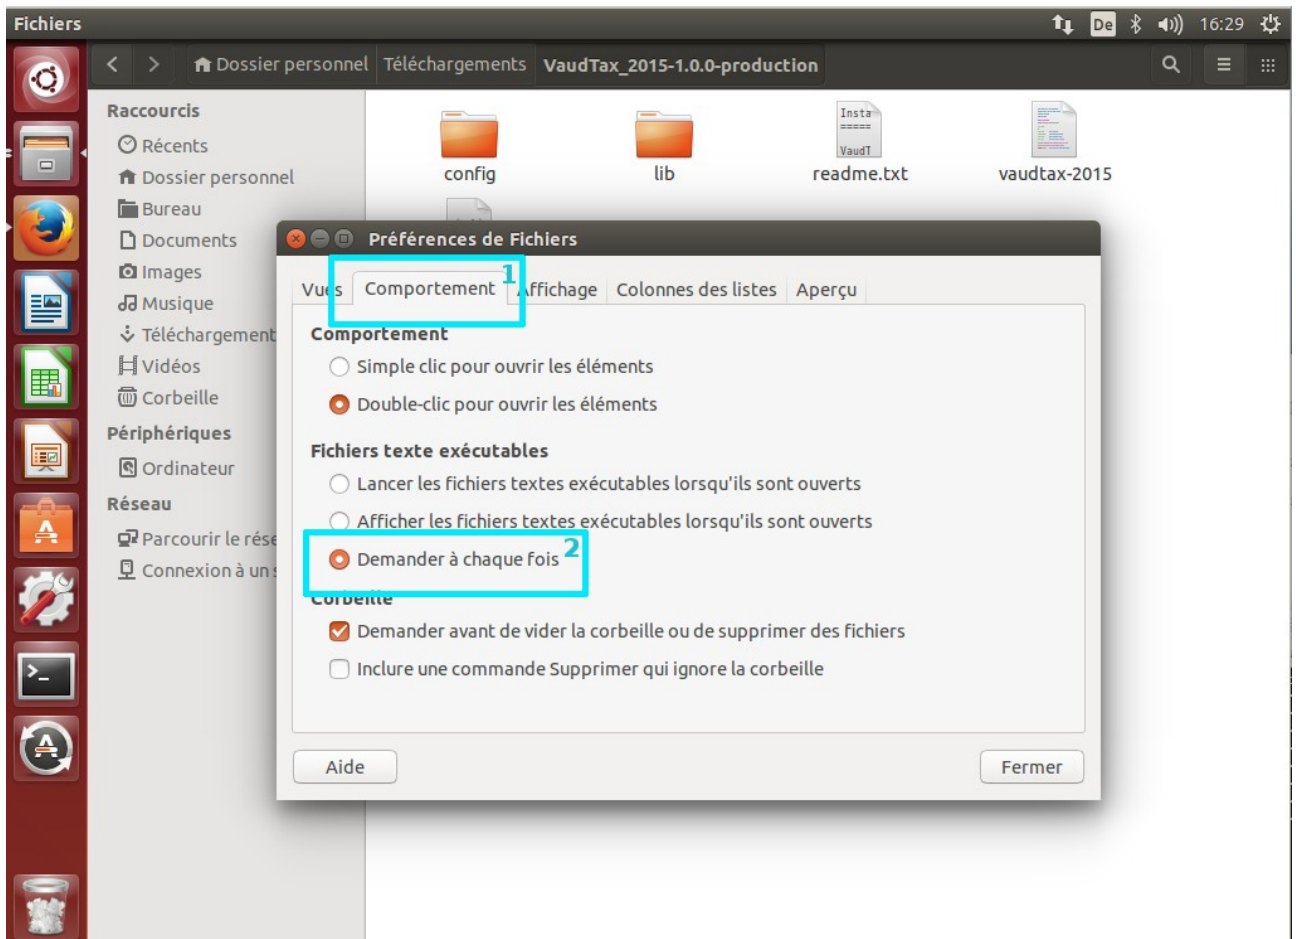 Fichiers
De
16:29
Dossier personnel
Téléchargements
VaudTax_2015-1.0.0-production
Raccourcis
Récents
Dossier personnel
Bureau
Documents
Images
Musique
Téléchargement
Vidéos
Corbeille
Périphériques
Ordinateur
Réseau
Parcourir le rése
Connexion à un s
Insta
=====
VaudT
config
lib
readme.txt
vaudtax-2015
Préférences de Fichiers
Vues
Comportement
1
Affichage
Colonnes des listes
Aperçu
Comportement
Simple clic pour ouvrir les éléments
Double-clic pour ouvrir les éléments
Fichiers texte exécutables
Lancer les fichiers textes exécutables lorsqu'ils sont ouverts
Afficher les fichiers textes exécutables lorsqu'ils sont ouverts
Demander à chaque fois
2
Corbeille
Demander avant de vider la corbeille ou de supprimer des fichiers
Inclure une commande Supprimer qui ignore la corbeille
Aide
Fermer